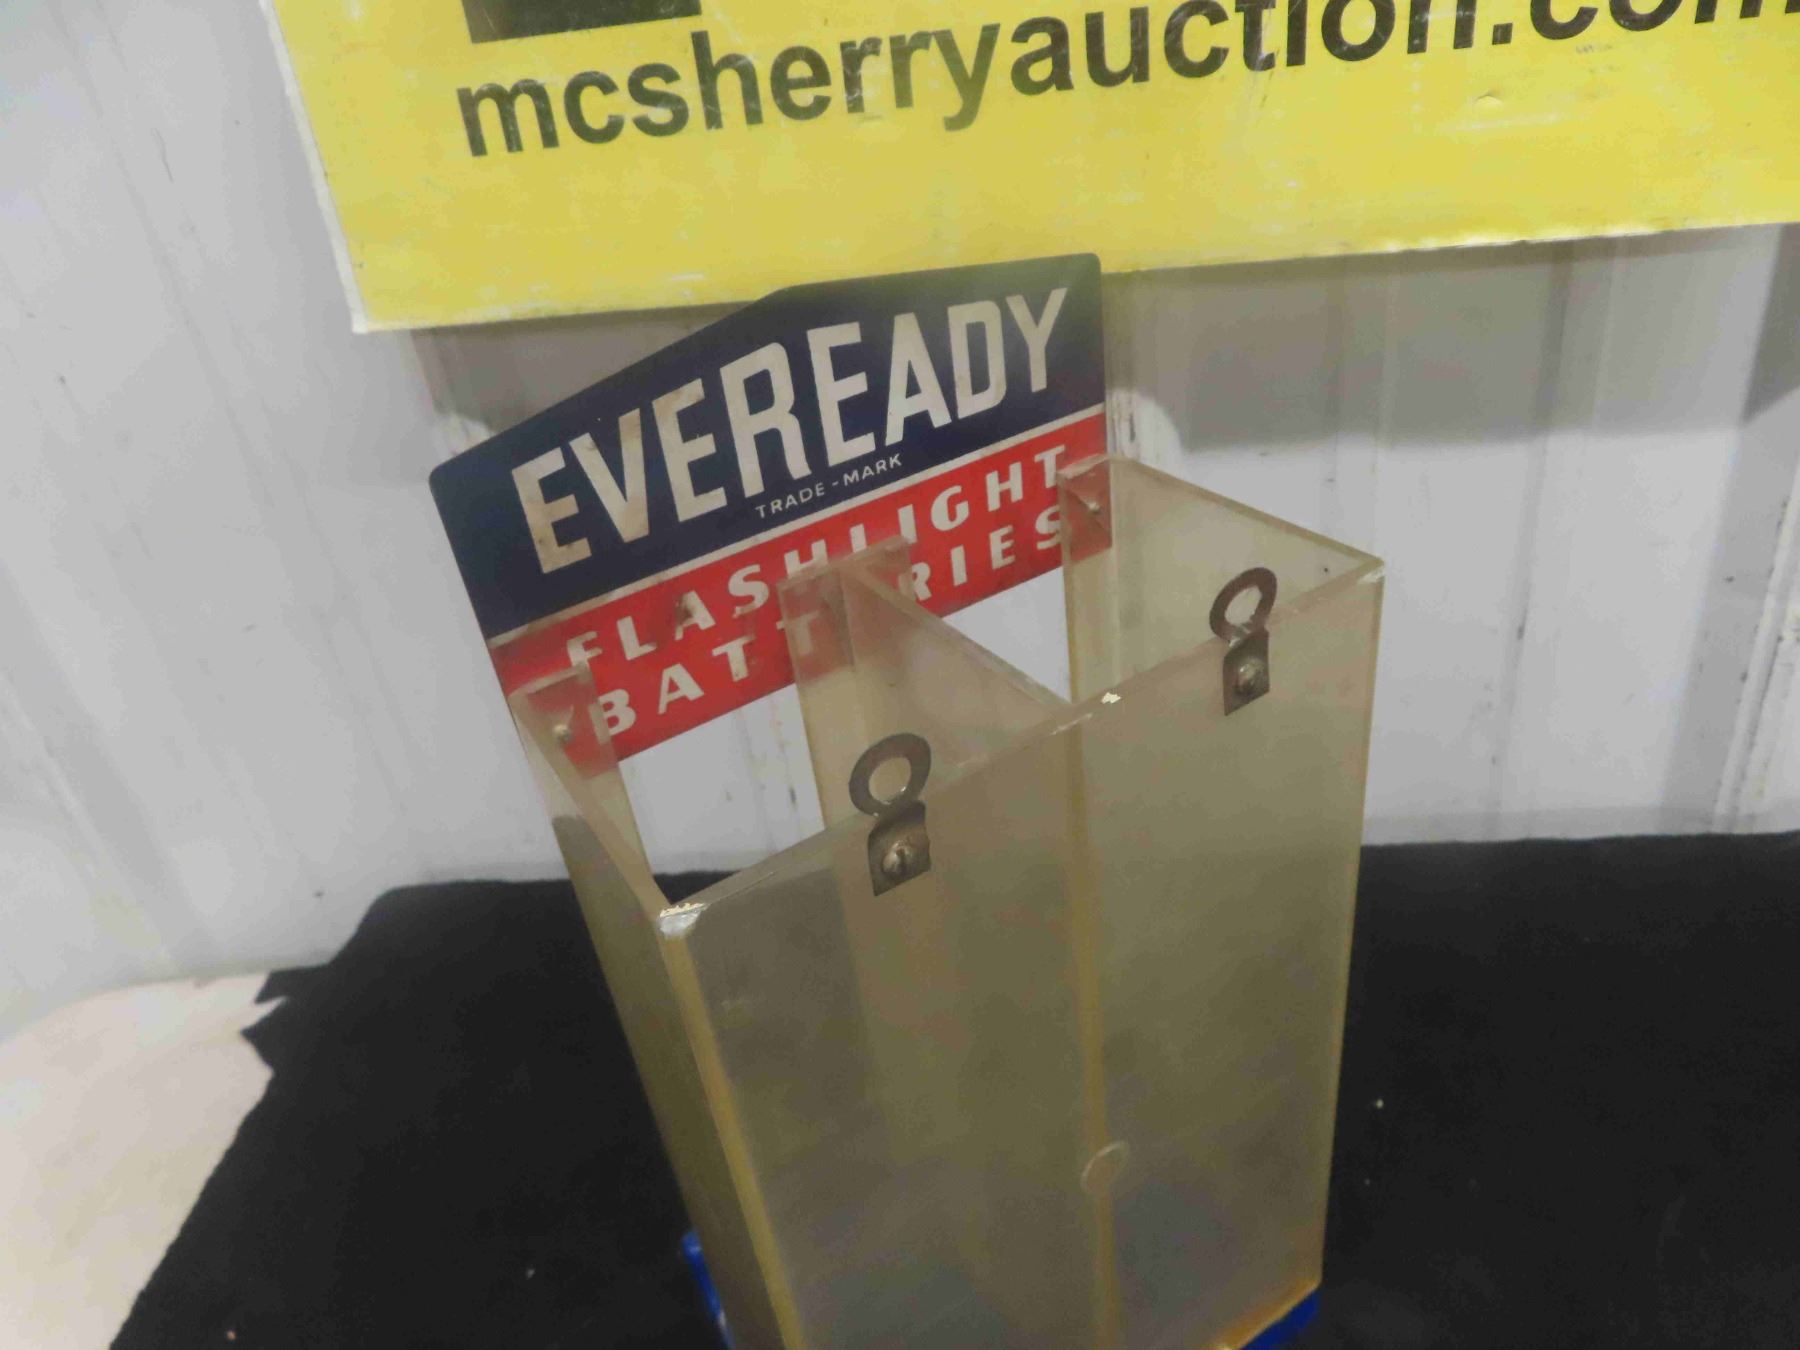 mcsherryauction.com
EVEREADY
TRADE-MARK
FLASHLIGHT
BATTERIES